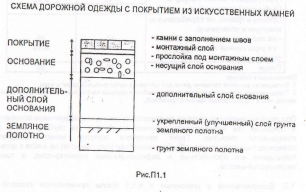 СХЕМА ДОРОЖНОЙ ОДЕЖДЫ С ПОКРЫТИЕМ ИЗ ИСКУССТВЕННЫХ КАМНЕЙ
ПОКРЫТИЕ
- камни с заполнением швов
- монтажный слой
ОСНОВАНИЕ
- прослойка под монтажным слоем
- несущий слой основания
ДОПОЛНИТЕЛЬ-
НЫЙ СЛОЙ
ОСНОВАНИЯ
- дополнительный слой снования
ЗЕМЛЯНОЕ
ПОЛОТНО
- укрепленный (улучшенный) слой грунта
земляного полотна
- грунт земляного полотна
Рис.П1.1